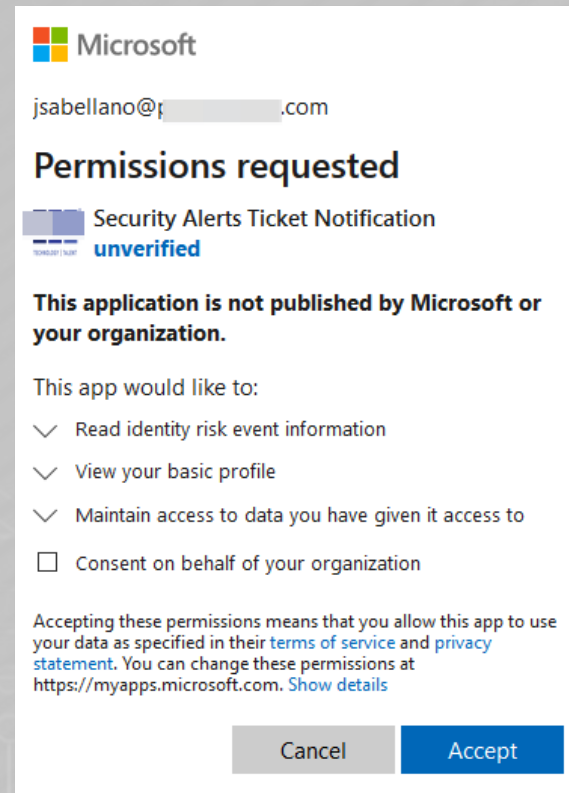 Microsoft
jsabellano@p .com
Permissions requested
Security Alerts Ticket Notification
unverified
TECHNOLOGY | TALENT
This application is not published by Microsoft or
your organization.
This app would like to:
Read identity risk event information
View your basic profile
Maintain access to data you have given it access to
Consent on behalf of your organization
Accepting these permissions means that you allow this app to use
your data as specified in their terms of service and privacy
statement. You can change these permissions at
https://myapps.microsoft.com. Show details
Cancel Accept